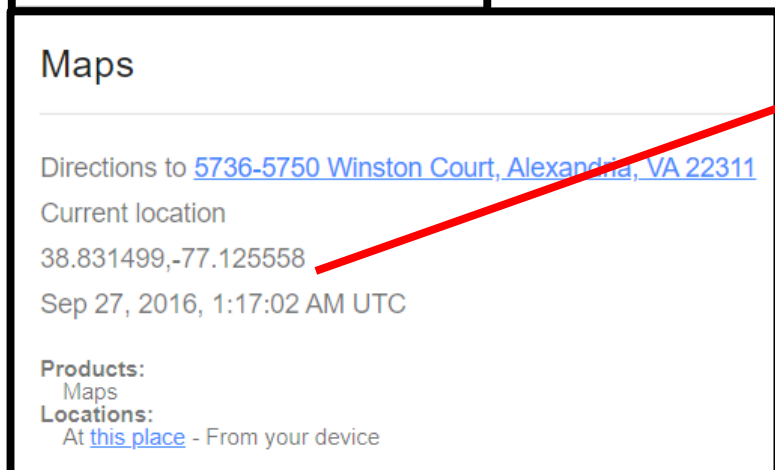 Maps
Directions to 5736-5750 Winston Court, Alexandria, VA 22311
Current location
38.831499,-77.125558
Sep 27, 2016, 1:17:02 AM UTC
Products:
Maps
Locations:
At this place - From your device